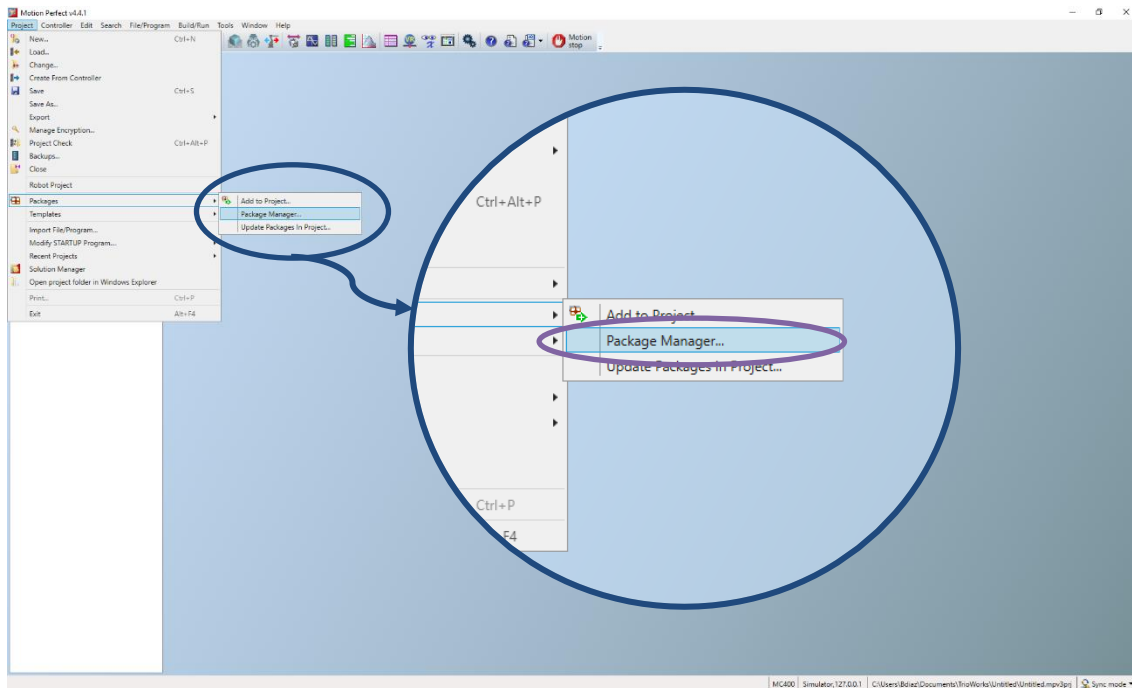 Motion Perfect v4.4.1
Project Controller Edit Search File/Program Build/Run Tools Window Help
New... Ctrl+N
Load...
Change...
Create From Controller
Save Ctrl+S
Save As...
Export
Manage Encryption...
Project Check Ctrl+Alt+P
Backups...
Close
Robot Project
Packages
Templates
Import File/Program...
Modify STARTUP Program...
Recent Projects
Solution Manager
Open project folder in Windows Explorer
Print... Ctrl+P
Exit Alt+F4
Motion stop
Add to Project...
Package Manager...
Update Packages In Project...
Ctrl+Alt+P
Add to Project...
Package Manager...
Update Packages In Project...
Ctrl+P
F4
MC400 Simulator,127.0.0.1 C:\Users\Bdiaz\Documents\TrioWorks\Untitled\Untitled.mpv3prj Sync mode